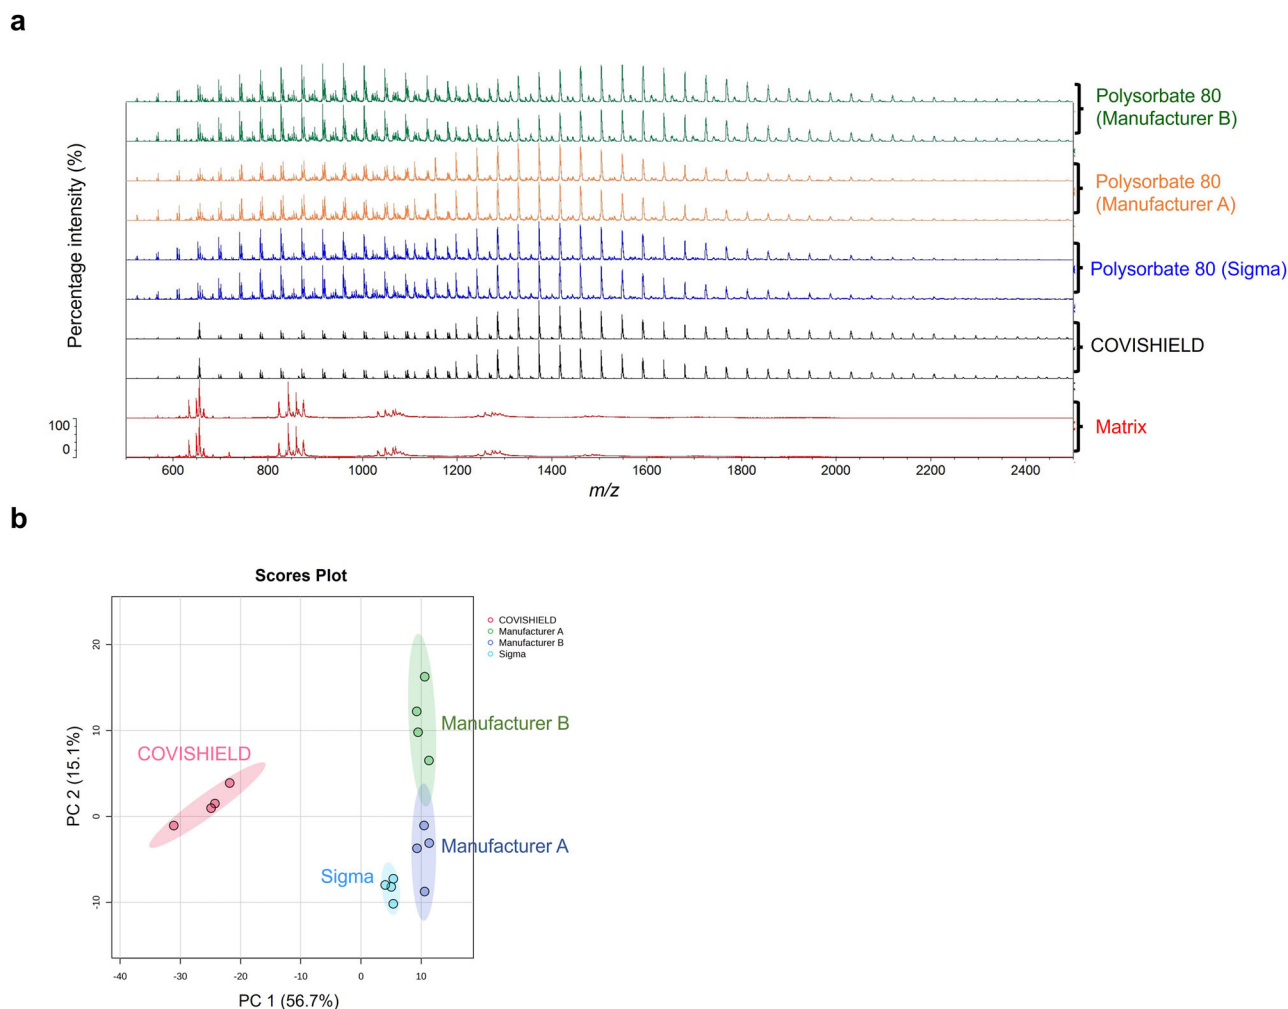 a
Percentage intensity (%)
Polysorbate 80
(Manufacturer B)
Polysorbate 80
(Manufacturer A)
Polysorbate 80 (Sigma)
COVISHIELD
Matrix
100
0
600 800 1000 1200 1400 1600 1800 2000 2200 2400
m/z
b
Scores Plot
COVISHIELD
Manufacturer A
Manufacturer B
Sigma
PC 2 (15.1%)
20
10
0
-10
COVISHIELD
Manufacturer B
Manufacturer A
Sigma
-40 -30 -20 -10 0 10
PC 1 (56.7%)